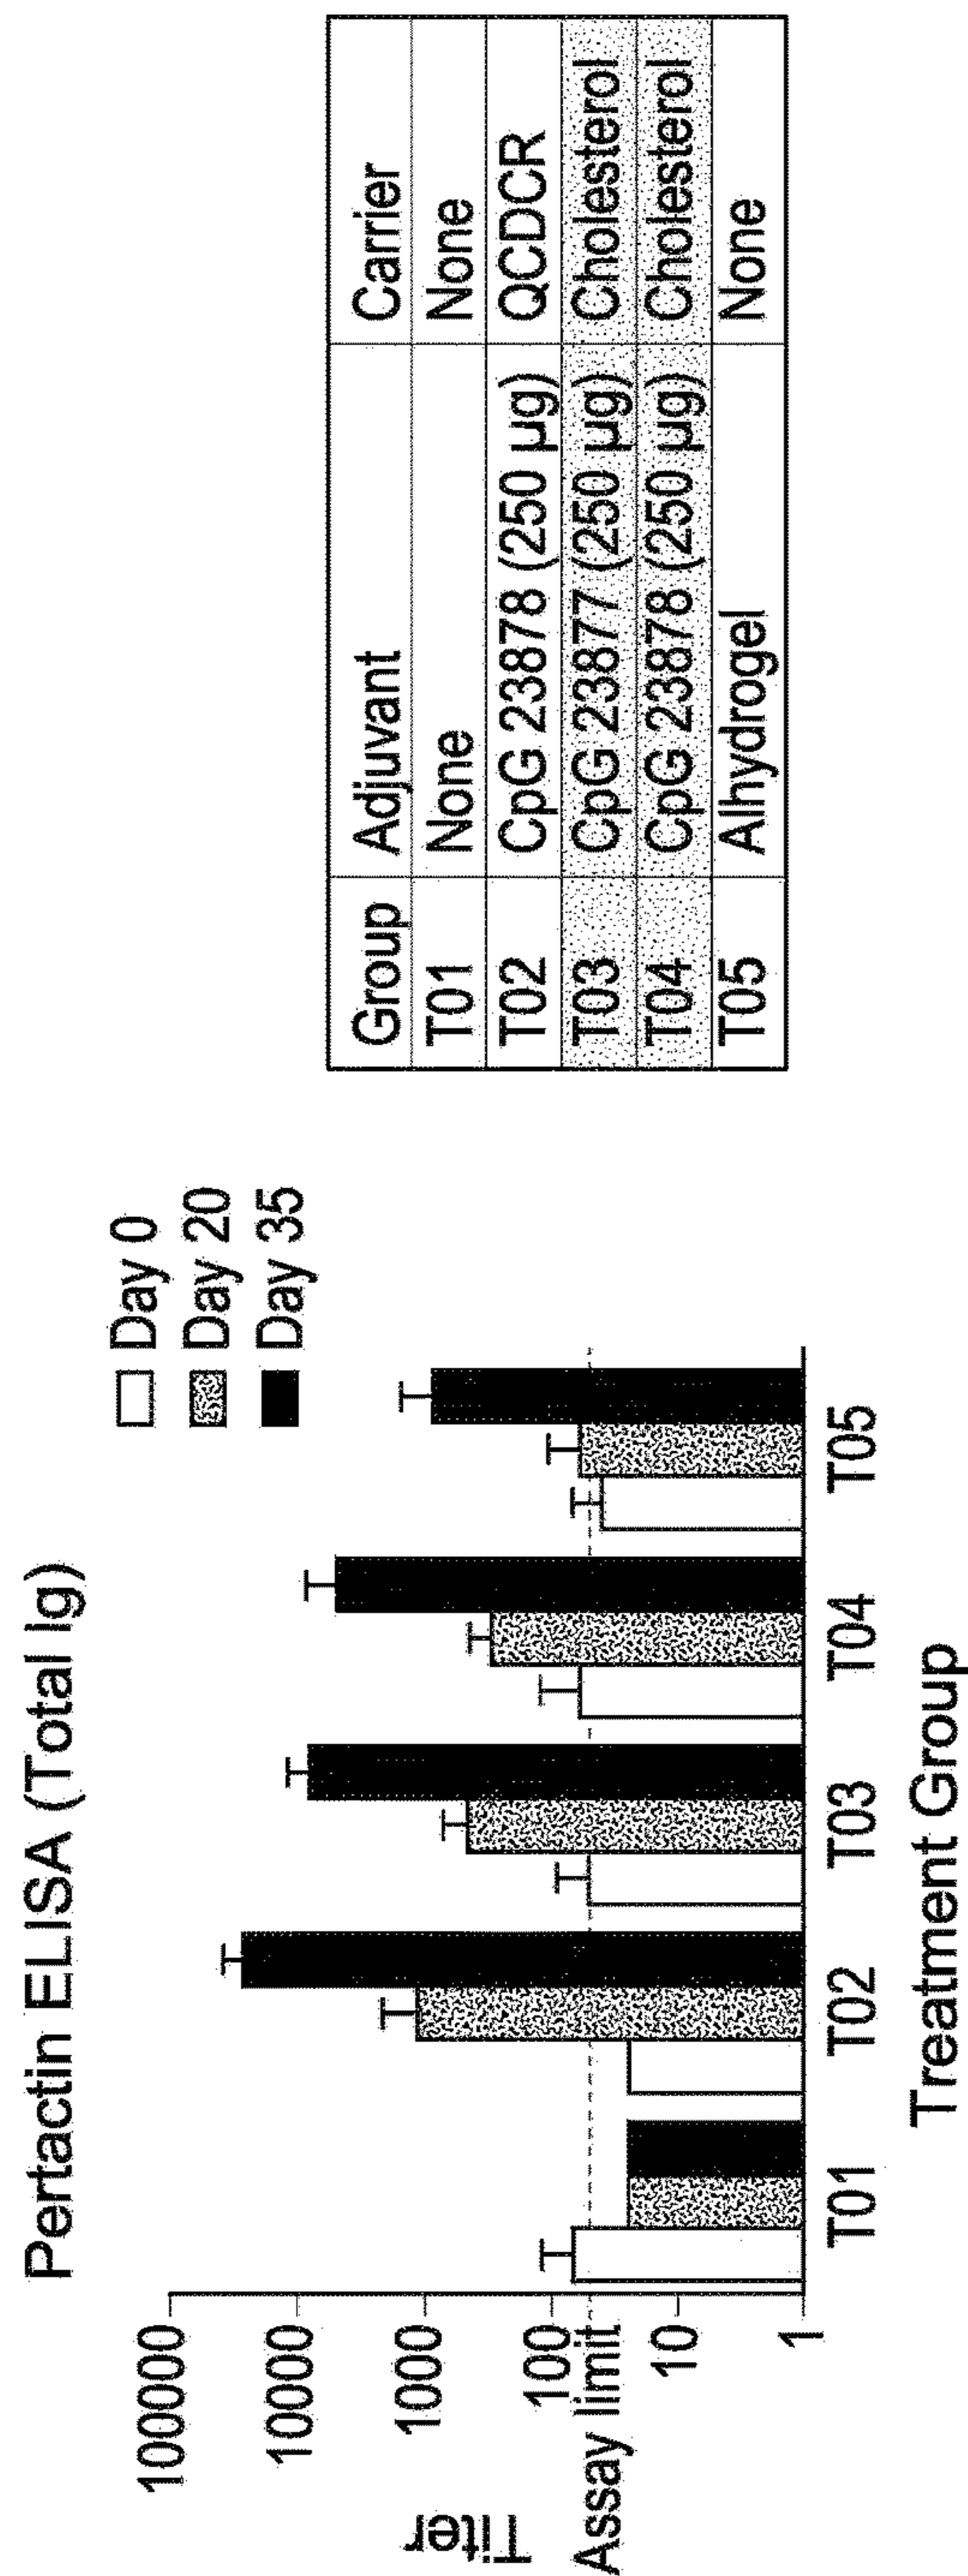 Pertactin ELISA (Total Ig)
Day 0
Day 20
Day 35
100000
10000
1000
100
Assay limit
10
1
Titer
T01
T02
T03
T04
T05
Treatment Group
Group Adjuvant Carrier
T01 None None
T02 CpG 23878 (250 µg) QCDCR
T03 CpG 23877 (250 µg) Cholesterol
T04 CpG 23878 (250 µg) Cholesterol
T05 Alhydrogel None